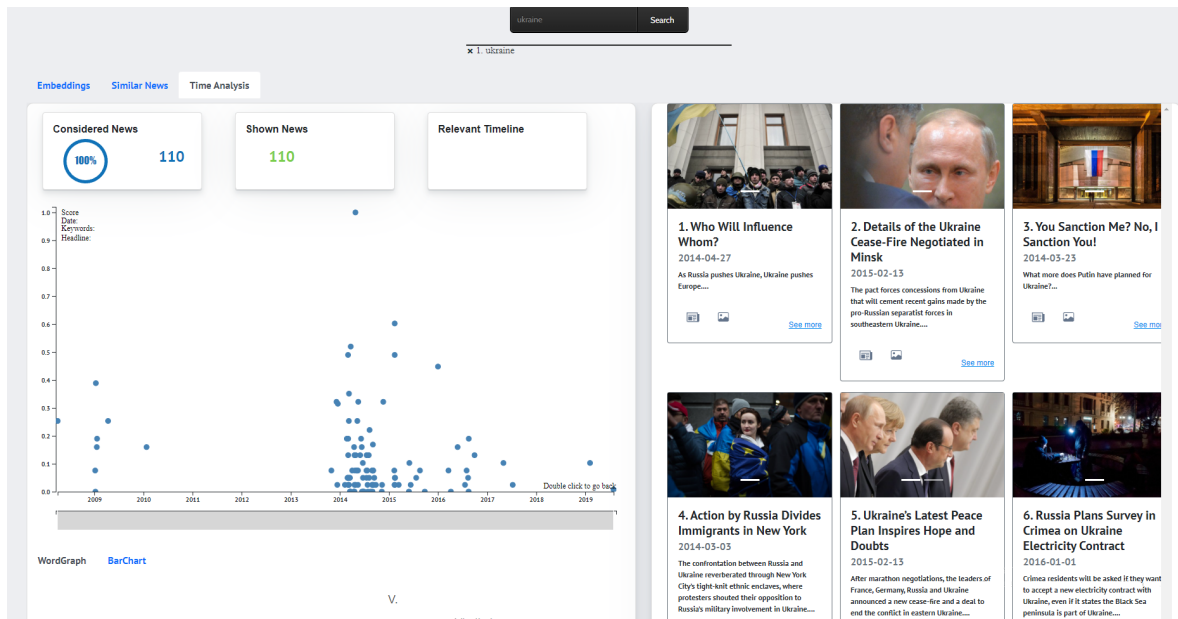 ukraine
Search
× 1. ukraine
Embeddings
Similar News
Time Analysis
Considered News
100%
110
Shown News
110
Relevant Timeline
1.0
0.9
0.8
0.7
0.6
0.5
0.4
0.3
0.2
0.1
0.0
Score
Date:
Keywords:
Headline:
Double click to go back
2009
2010
2011
2012
2013
2014
2015
2016
2017
2018
2019
WordGraph
BarChart
V.
1. Who Will Influence
Whom?
2014-04-27
As Russia pushes Ukraine, Ukraine pushes
Europe....
See more
2. Details of the Ukraine
Cease-Fire Negotiated in
Minsk
2015-02-13
The pact forces concessions from Ukraine
that will cement recent gains made by the
pro-Russian separatist forces in
southeastern Ukraine....
See more
3. You Sanction Me? No, I
Sanction You!
2014-03-23
What more does Putin have planned for
Ukraine?...
See mo
4. Action by Russia Divides
Immigrants in New York
2014-03-03
The confrontation between Russia and
Ukraine reverberated through New York
City's tight-knit ethnic enclaves, where
protesters shouted their opposition to
Russia's military involvement in Ukraine....
5. Ukraine's Latest Peace
Plan Inspires Hope and
Doubts
2015-02-13
After marathon negotiations, the leaders of
France, Germany, Russia and Ukraine
announced a new cease-fire and a deal to
end the conflict in eastern Ukraine....
6. Russia Plans Survey in
Crimea on Ukraine
Electricity Contract
2016-01-01
Crimea residents will be asked if they want
to accept a new electricity contract with
Ukraine, even if it states the Black Sea
peninsula is part of Ukraine....